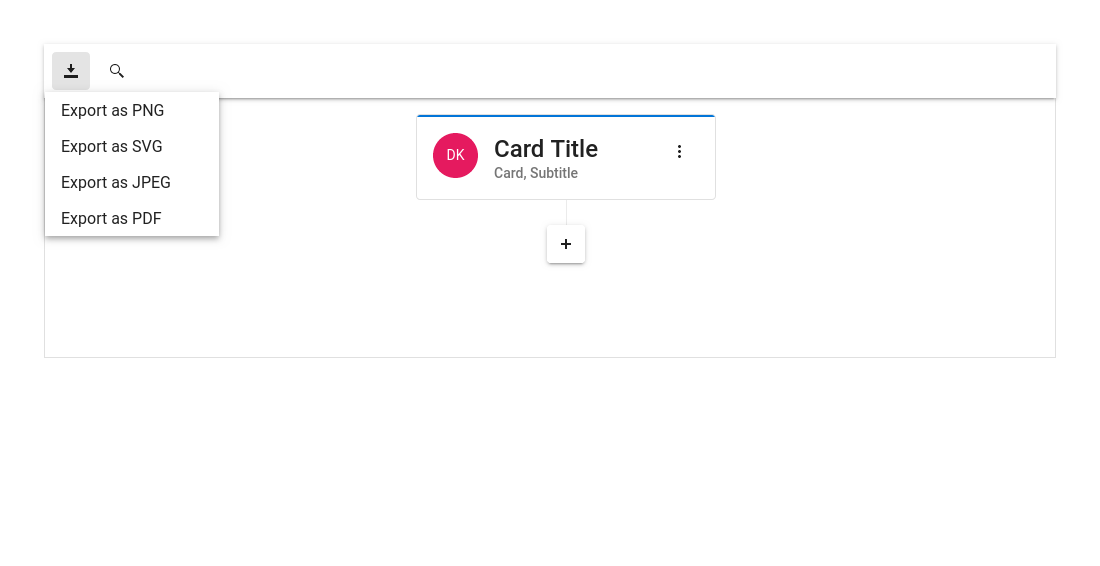 Export as PNG
Export as SVG
Export as JPEG
Export as PDF
DK
Card Title
Card, Subtitle